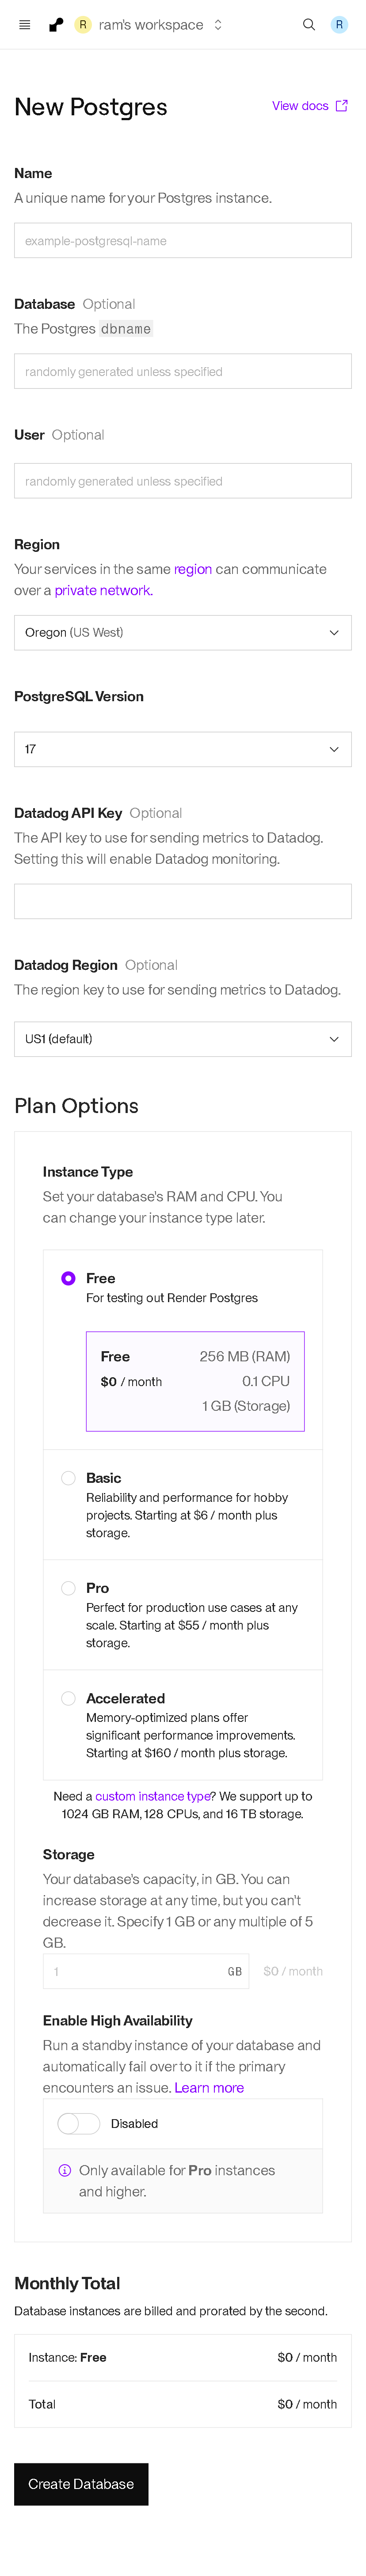 R ram's workspace R
New Postgres View docs
Name
A unique name for your Postgres instance.
example-postgresql-name
Database Optional
The Postgres dbname
randomly generated unless specified
User Optional
randomly generated unless specified
Region
Your services in the same region can communicate
over a private network.
Oregon (US West)
PostgreSQL Version
17
Datadog API Key Optional
The API key to use for sending metrics to Datadog.
Setting this will enable Datadog monitoring.
Datadog Region Optional
The region key to use for sending metrics to Datadog.
US1 (default)
Plan Options
Instance Type
Set your database's RAM and CPU. You
can change your instance type later.
Free
For testing out Render Postgres
Free 256 MB (RAM)
$0 / month 0.1 CPU
1 GB (Storage)
Basic
Reliability and performance for hobby
projects. Starting at $6 / month plus
storage.
Pro
Perfect for production use cases at any
scale. Starting at $55 / month plus
storage.
Accelerated
Memory-optimized plans offer
significant performance improvements.
Starting at $160 / month plus storage.
Need a custom instance type? We support up to
1024 GB RAM, 128 CPUs, and 16 TB storage.
Storage
Your database's capacity, in GB. You can
increase storage at any time, but you can't
decrease it. Specify 1 GB or any multiple of 5
GB.
1 GB $0 / month
Enable High Availability
Run a standby instance of your database and
automatically fail over to it if the primary
encounters an issue. Learn more
Disabled
Only available for Pro instances
and higher.
Monthly Total
Database instances are billed and prorated by the second.
Instance: Free $0 / month
Total $0 / month
Create Database